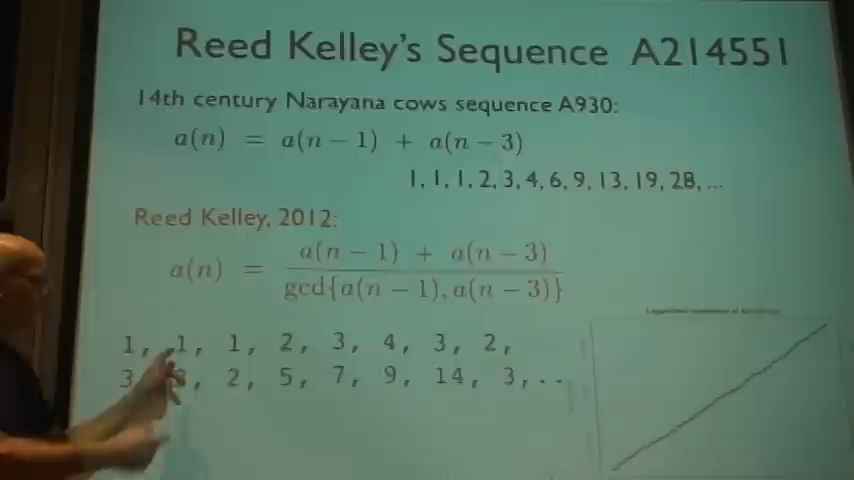 Reed Kelley's Sequence A214551
14th century Narayana cows sequence A930:
a(n) = a(n − 1) + a(n − 3)
1, 1, 1, 2, 3, 4, 6, 9, 13, 19, 28, ...
Reed Kelley, 2012:
a(n) = \frac{a(n − 1) + a(n − 3)}{gcd{a(n − 1), a(n − 3)}}
1, 1, 1, 2, 3, 4, 3, 2,
3, 2, 5, 7, 9, 14, 3, ..